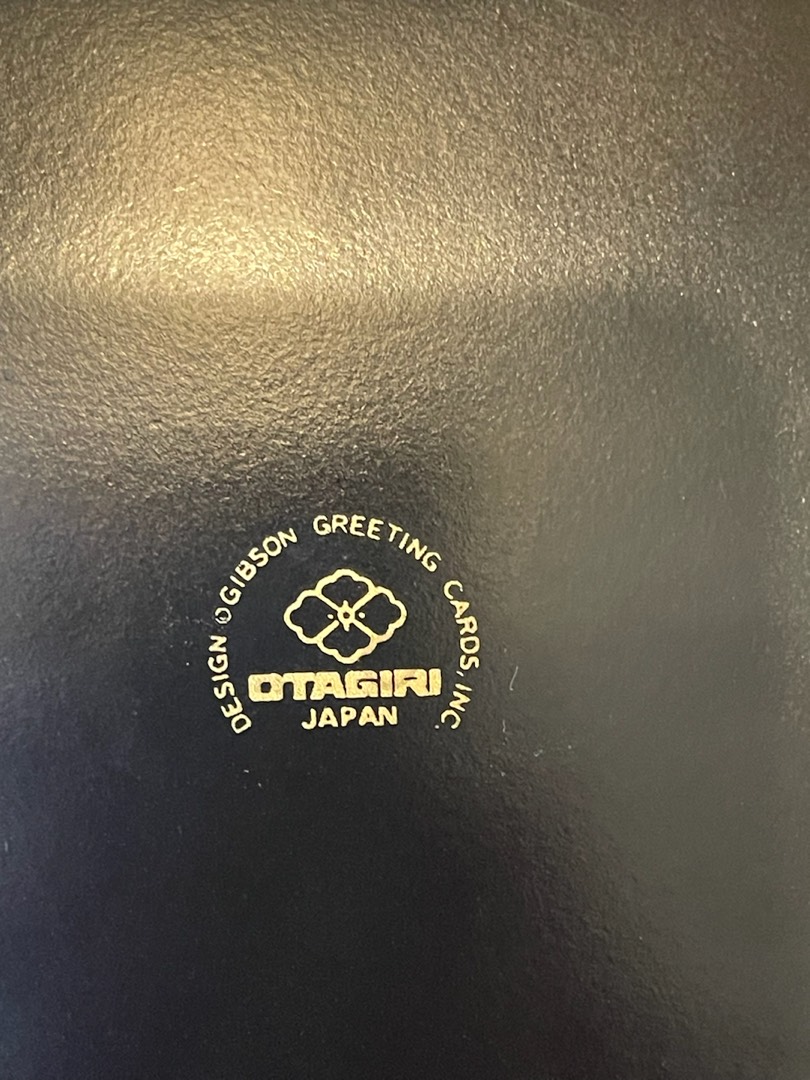 DESIGN © GIBSON GREETING CARDS, INC.
OTAGIRI
JAPAN